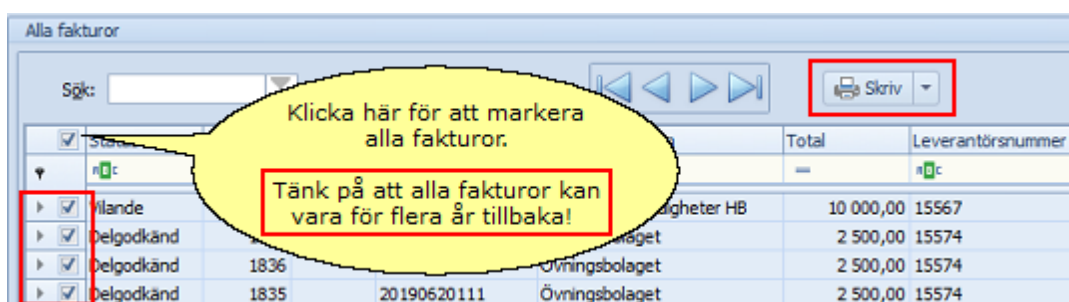 Alla fakturor
Sök:
Skriv
Klicka här för att markera
alla fakturor.
Tänk på att alla fakturor kan
vara för flera år tillbaka!
Total Leverantörsnummer
Vilande HB 10 000,00 15567
Delgodkänd 2 500,00 15574
Delgodkänd 1836 Övningsbolaget 2 500,00 15574
Delgodkänd 1835 20190620111 Övningsbolaget 2 500,00 15574